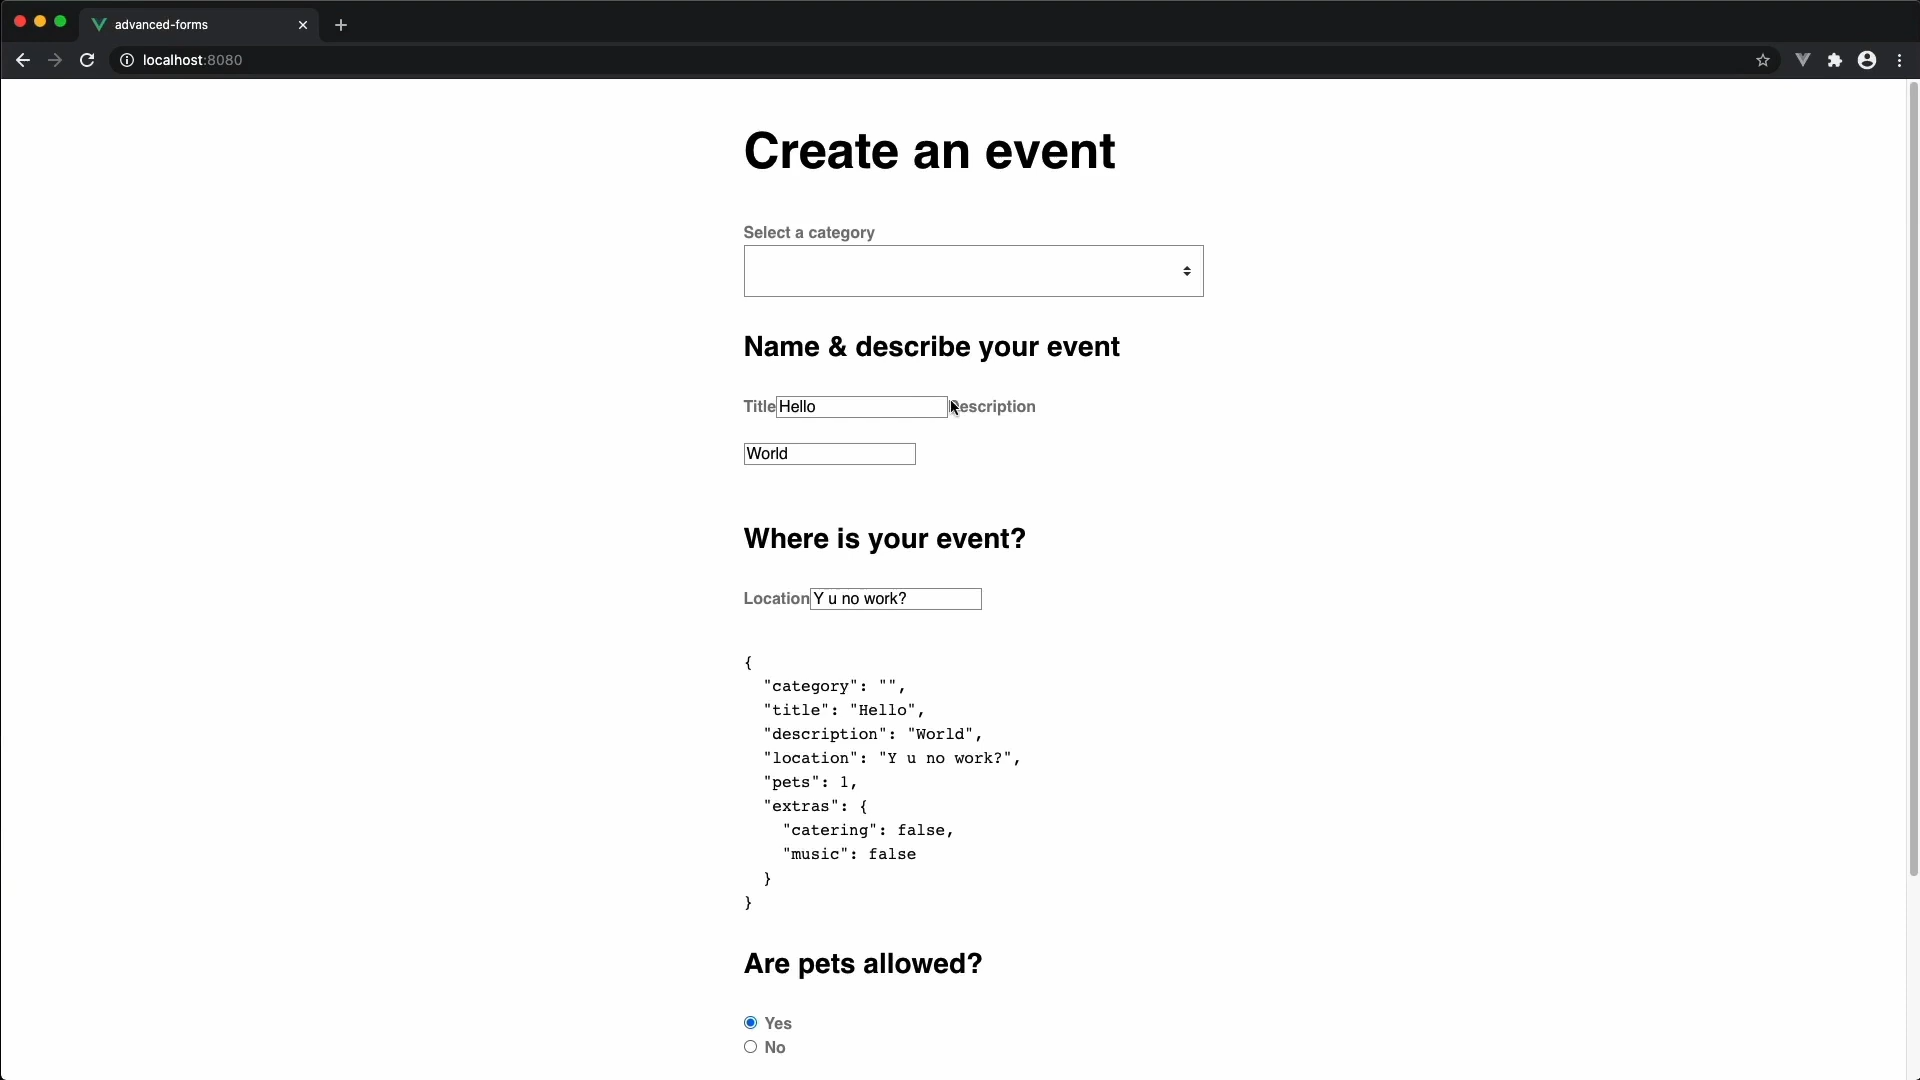 advanced-forms
localhost:8080
Create an event
Select a category
Name & describe your event
Title Hello Description
World
Where is your event?
Location Y u no work?
{
"category": "",
"title": "Hello",
"description": "World",
"location": "Y u no work?",
"pets": 1,
"extras": {
"catering": false,
"music": false
}
}
Are pets allowed?
Yes
No